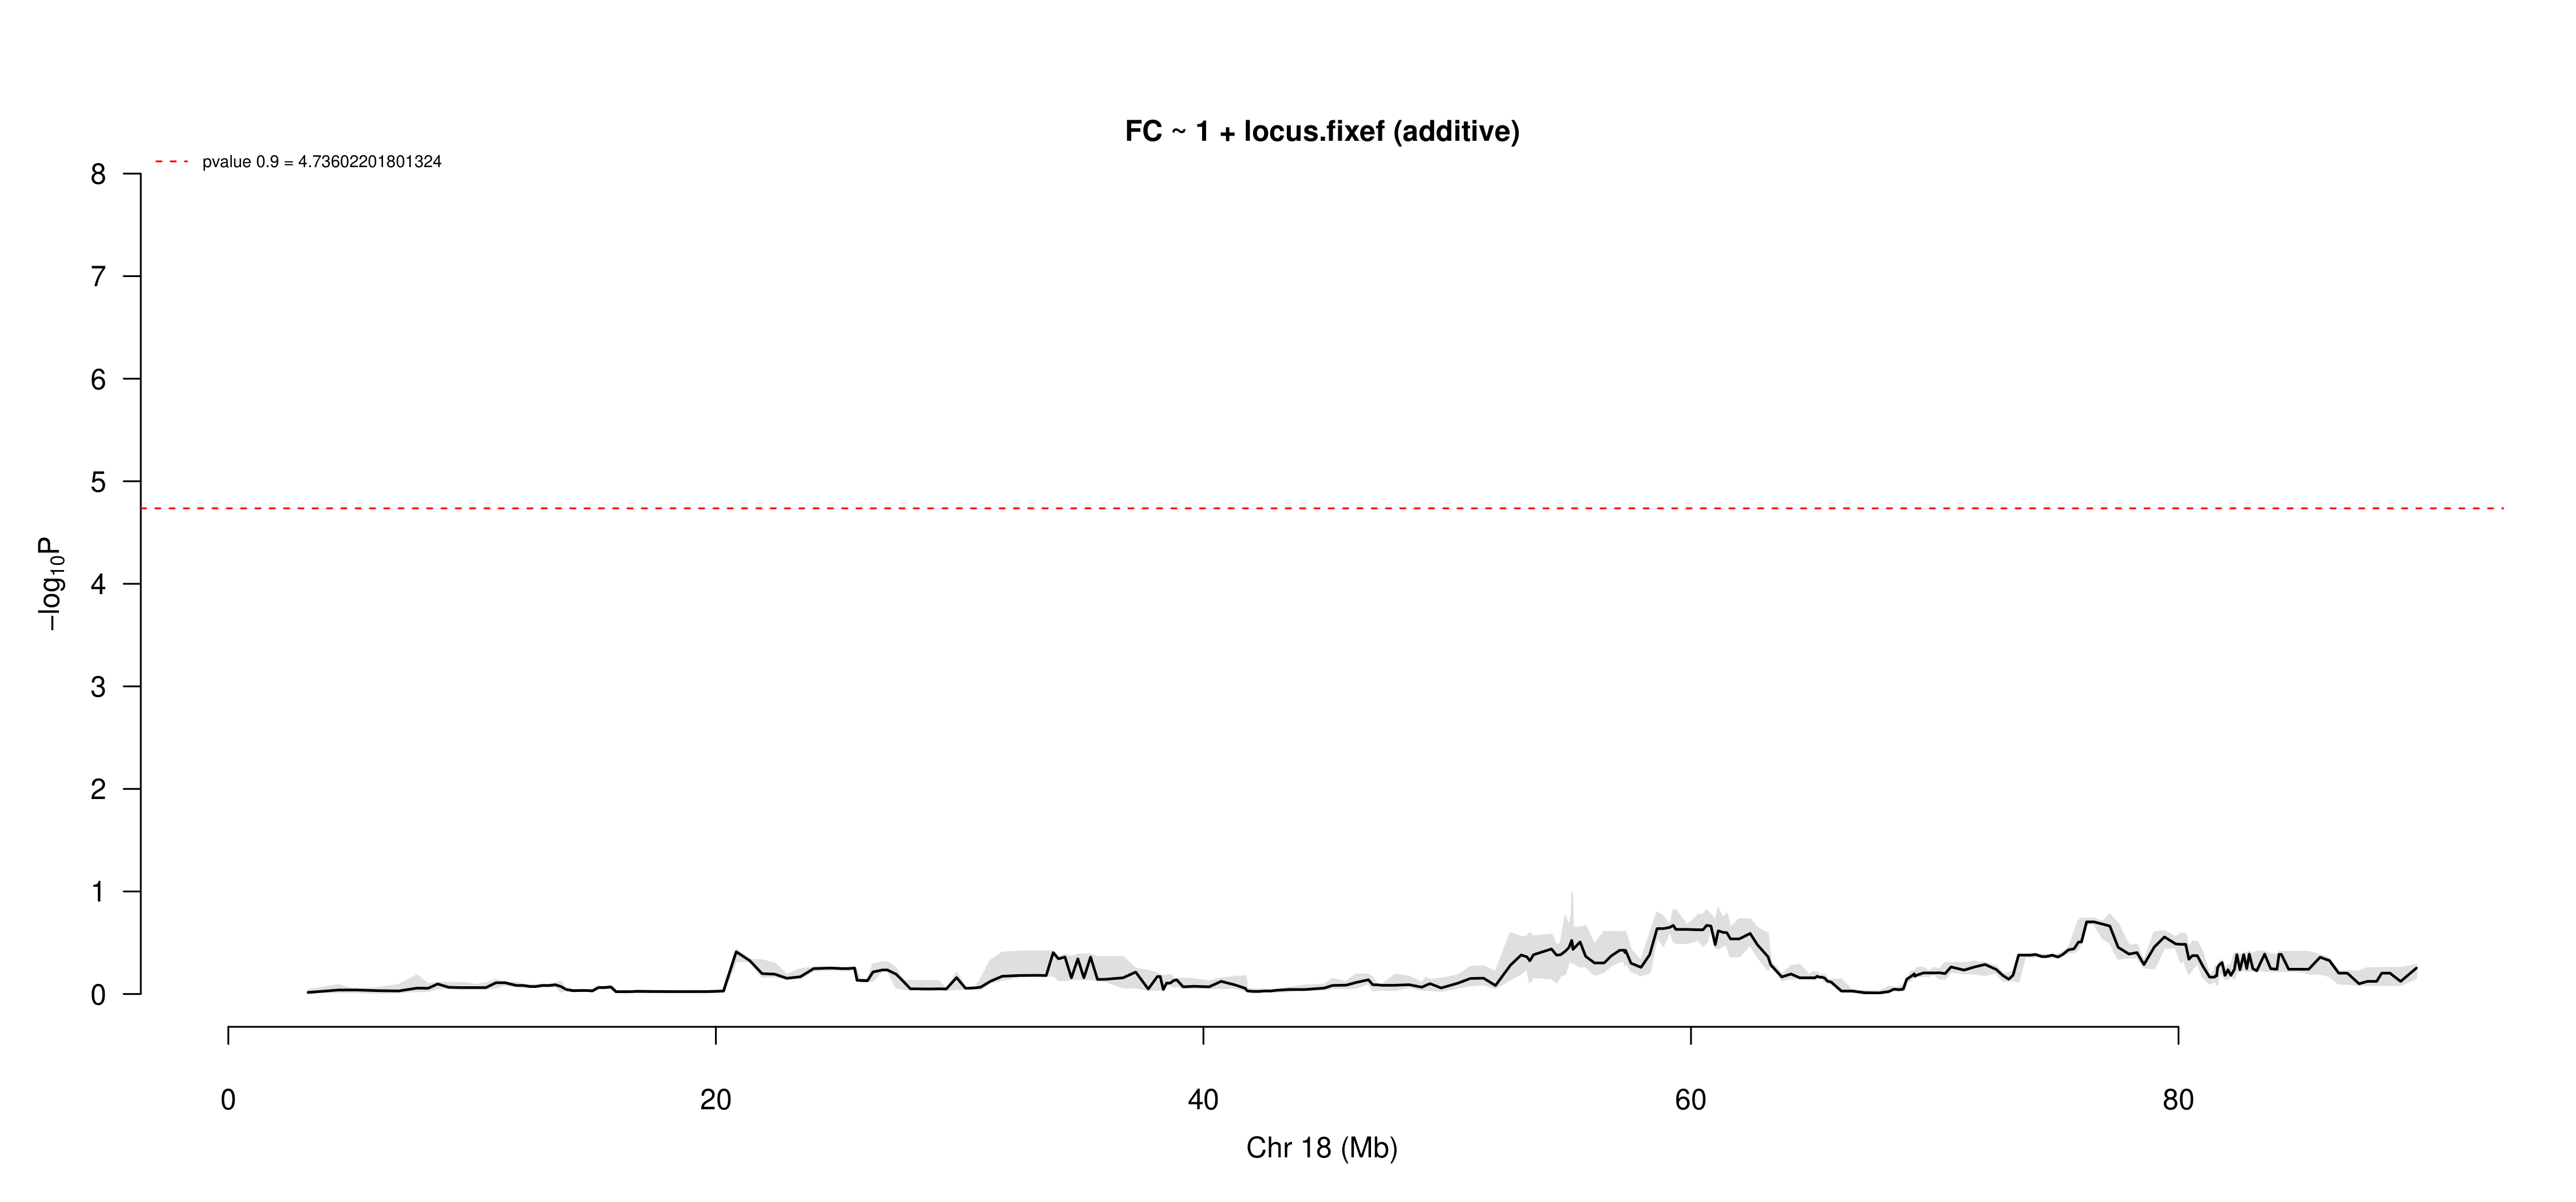 FC ~ 1 + locus.fixef (additive)
pvalue 0.9 = 4.73602201801324
8
7
6
5
4
3
2
1
0
−log10P
0 20 40 60 80
Chr 18 (Mb)